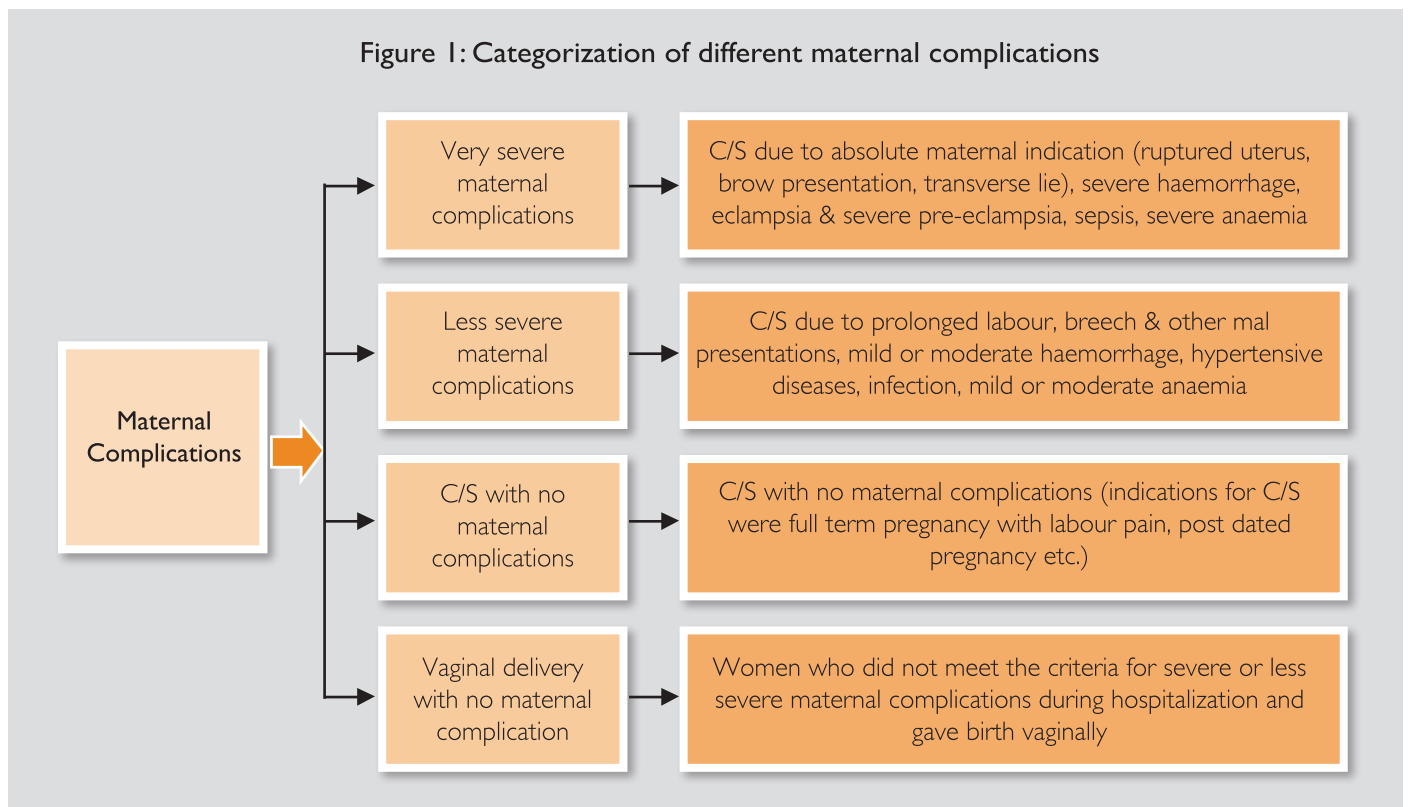 Figure 1: Categorization of different maternal complications
Maternal
Complications
Very severe
maternal
complications
C/S due to absolute maternal indication (ruptured uterus,
brow presentation, transverse lie), severe haemorrhage,
eclampsia & severe pre-eclampsia, sepsis, severe anaemia
Less severe
maternal
complications
C/S due to prolonged labour, breech & other mal
presentations, mild or moderate haemorrhage, hypertensive
diseases, infection, mild or moderate anaemia
C/S with no
maternal
complications
C/S with no maternal complications (indications for C/S
were full term pregnancy with labour pain, post dated
pregnancy etc.)
Vaginal delivery
with no maternal
complication
Women who did not meet the criteria for severe or less
severe maternal complications during hospitalization and
gave birth vaginally